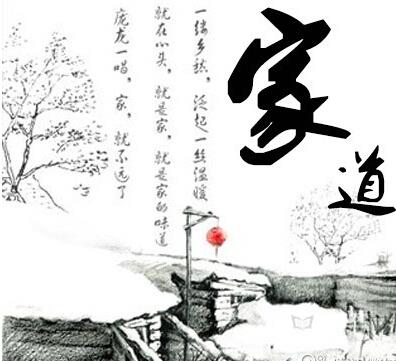 家道
一缕乡愁，泛起一丝温暖
就在心头，就是家，就是家的味道
庞龙一唱，家，就不远了